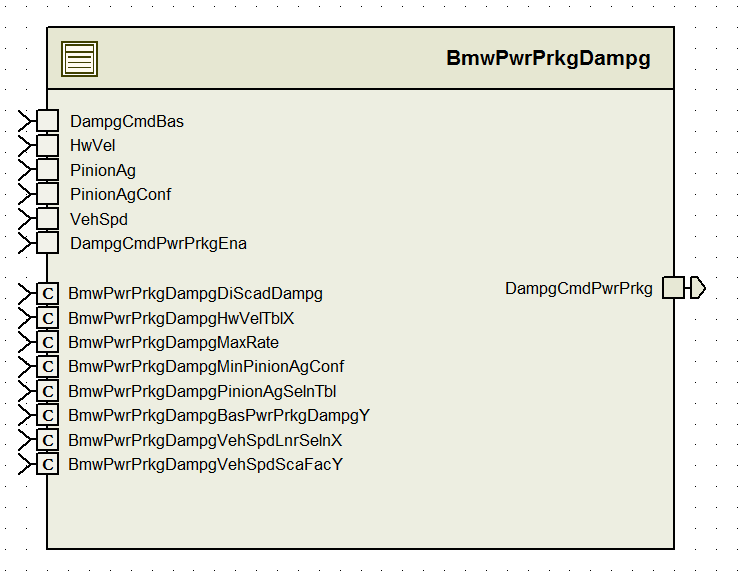 BmwPwrPrkgDampg
DampgCmdBas
HwVel
PinionAg
PinionAgConf
VehSpd
DampgCmdPwrPrkgEna
DampgCmdPwrPrkg
C BmwPwrPrkgDampgDiScadDampg
C BmwPwrPrkgDampgHwVelTblX
C BmwPwrPrkgDampgMaxRate
C BmwPwrPrkgDampgMinPinionAgConf
C BmwPwrPrkgDampgPinionAgSelnTbl
C BmwPwrPrkgDampgBasPwrPrkgDampgY
C BmwPwrPrkgDampgVehSpdLnrSelnX
C BmwPwrPrkgDampgVehSpdScaFacY